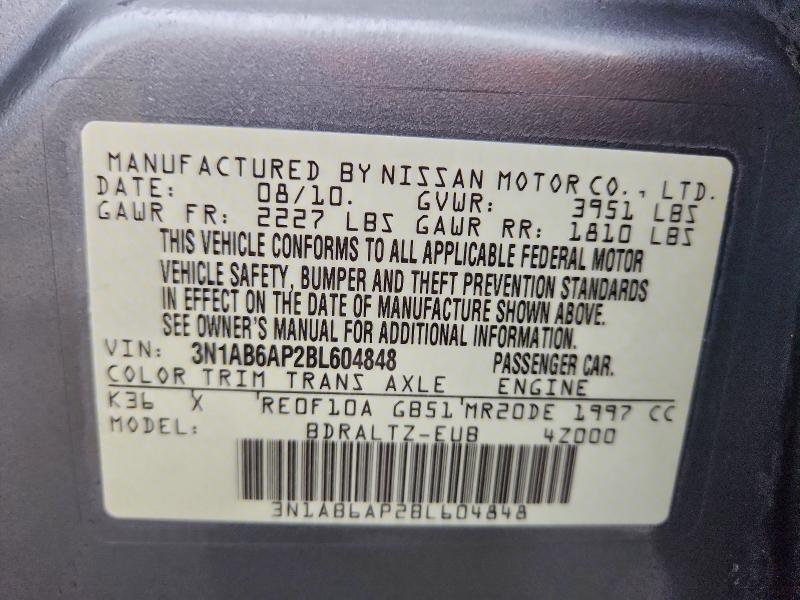 MANUFACTURED BY NISSAN MOTOR CO., LTD.
DATE: 08/10. GVWR: 3951 LBS
GAWR FR: 2227 LBS GAWR RR: 1810 LBS
THIS VEHICLE CONFORMS TO ALL APPLICABLE FEDERAL MOTOR
VEHICLE SAFETY, BUMPER AND THEFT PREVENTION STANDARDS
IN EFFECT ON THE DATE OF MANUFACTURE SHOWN ABOVE.
SEE OWNER'S MANUAL FOR ADDITIONAL INFORMATION.
VIN: 3N1AB6AP2BL604848 PASSENGER CAR.
COLOR TRIM TRANS AXLE ENGINE
K36 X RE0F10A GB51 MR20DE 1997 CC
MODEL: BDRALTZ-EUB 4Z000
3N1AB6AP2BL604848